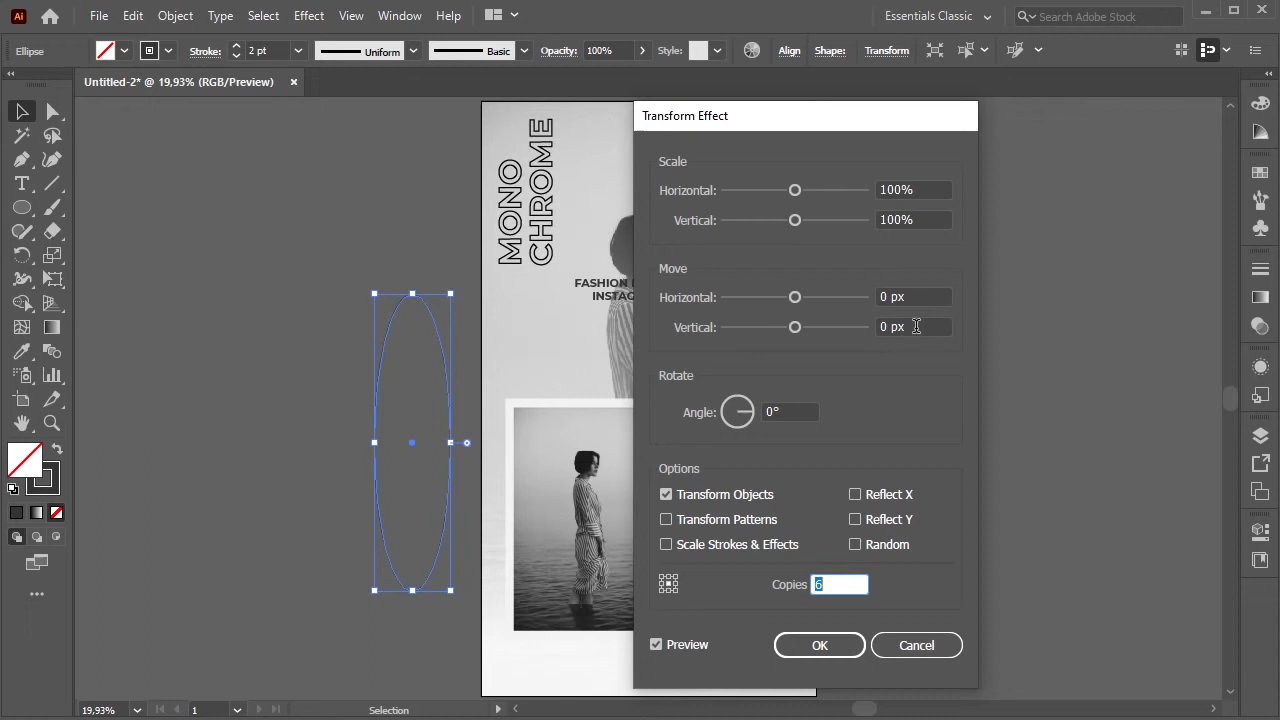 Ai File Edit Object Type Select Effect View Window Help Essentials Classic Search Adobe Stock
Ellipse Stroke: 2 pt Uniform Basic Opacity: 100% Style: Align Shape: Transform
Untitled-2* @ 19,93% (RGB/Preview)
MONO
CHROME
FASHION
INSTAG
Transform Effect
Scale
Horizontal: 100%
Vertical: 100%
Move
Horizontal: 0 px
Vertical: 0 px
Rotate
Angle: 0°
Options
Transform Objects Reflect X
Transform Patterns Reflect Y
Scale Strokes & Effects Random
Copies 6
Preview OK Cancel
19,93% 1 Selection